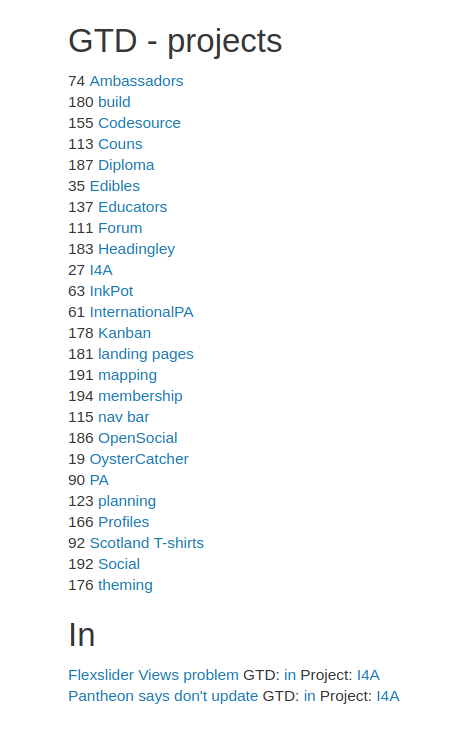 GTD - projects
74 Ambassadors
180 build
155 Codesource
113 Couns
187 Diploma
35 Edibles
137 Educators
111 Forum
183 Headingley
27 I4A
63 InkPot
61 InternationalPA
178 Kanban
181 landing pages
191 mapping
194 membership
115 nav bar
186 OpenSocial
19 OysterCatcher
90 PA
123 planning
166 Profiles
92 Scotland T-shirts
192 Social
176 theming
In
Flexslider Views problem GTD: in Project: I4A
Pantheon says don't update GTD: in Project: I4A